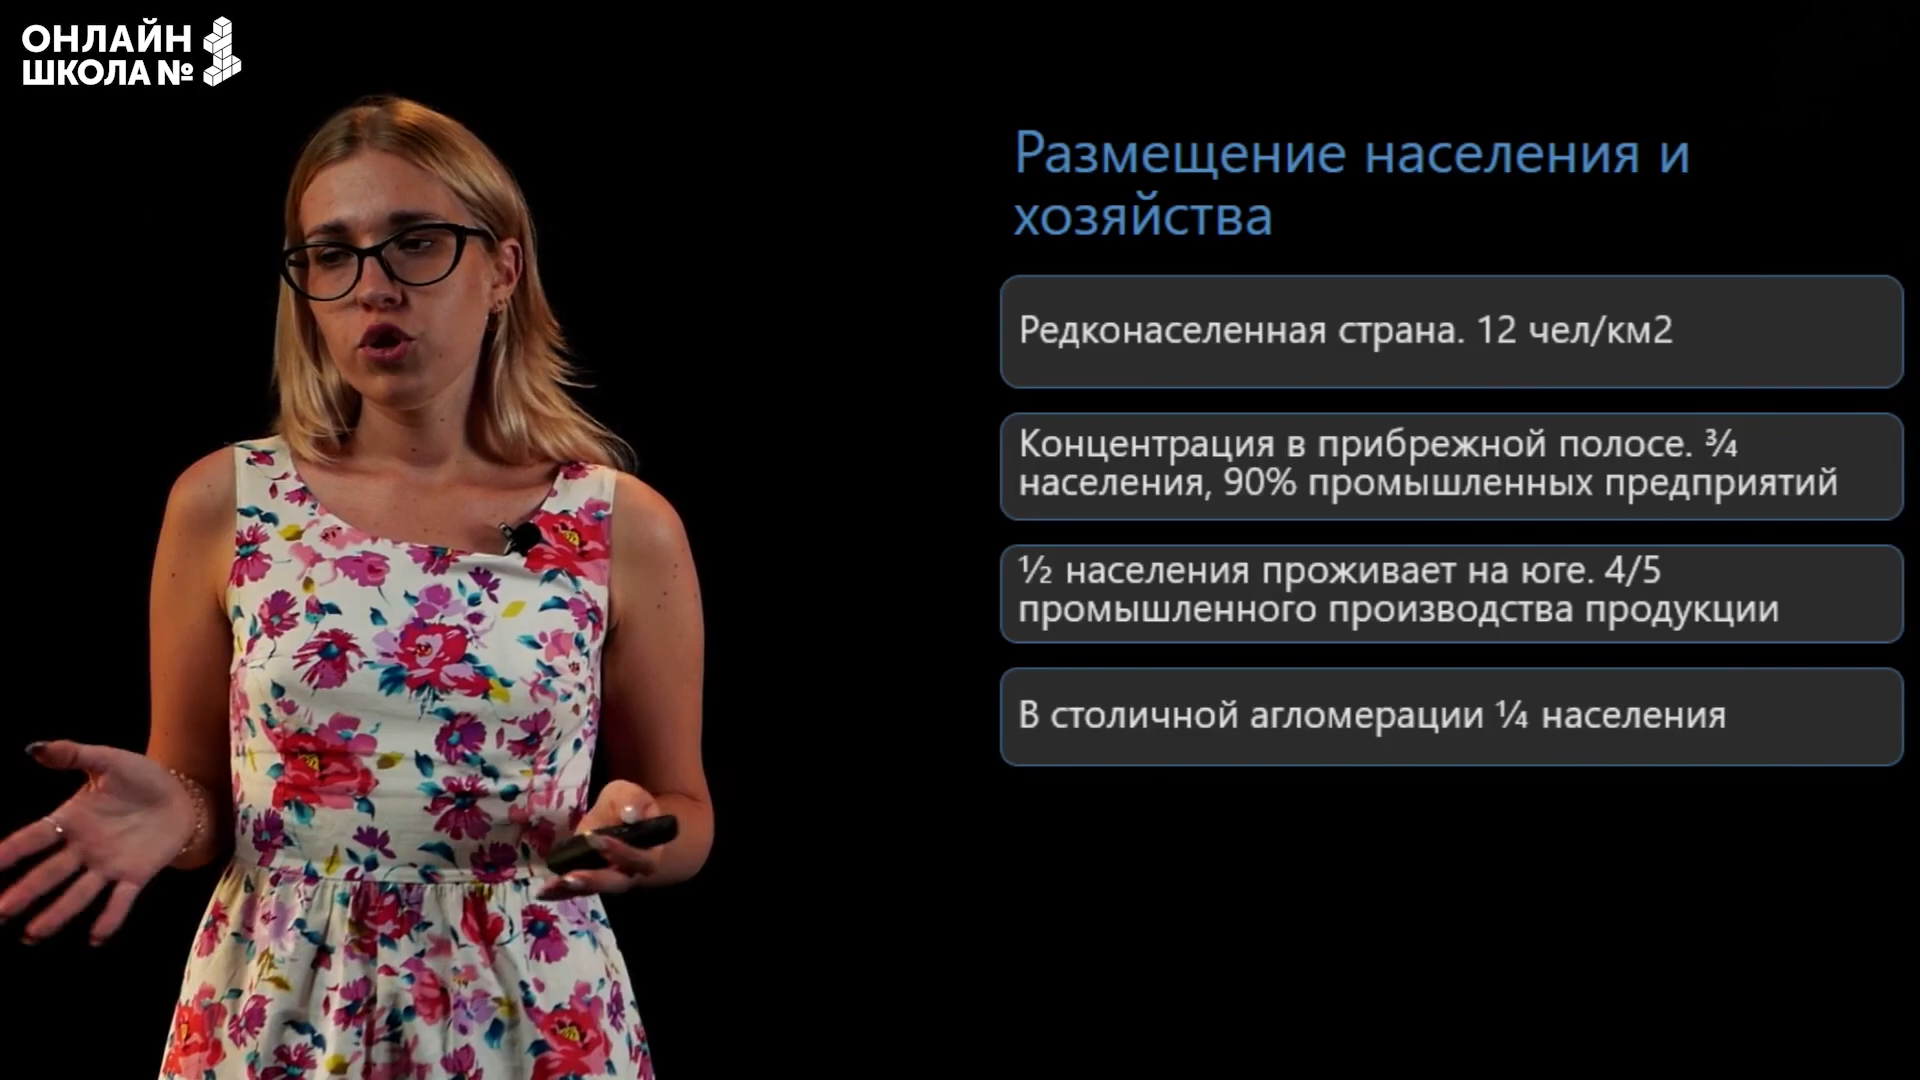 ОНЛАЙН
ШКОЛА №1
Размещение населения и
хозяйства
Редконаселенная страна. 12 чел/км2
Концентрация в прибрежной полосе. ¾
населения, 90% промышленных предприятий
½ населения проживает на юге. 4/5
промышленного производства продукции
В столичной агломерации ¼ населения